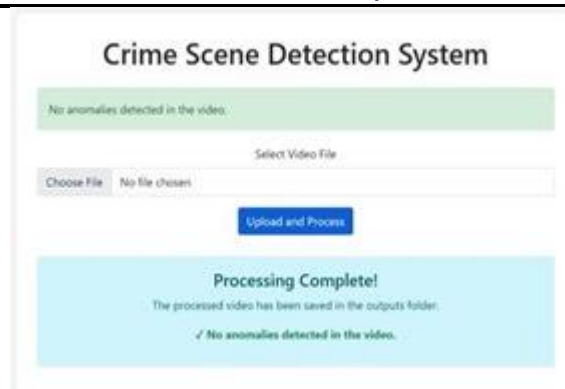 Crime Scene Detection System
No anomalies detected in the video.
Select Video File
Choose File No file chosen
Upload and Process
Processing Complete!
The processed video has been saved in the outputs folder.
✓ No anomalies detected in the video.